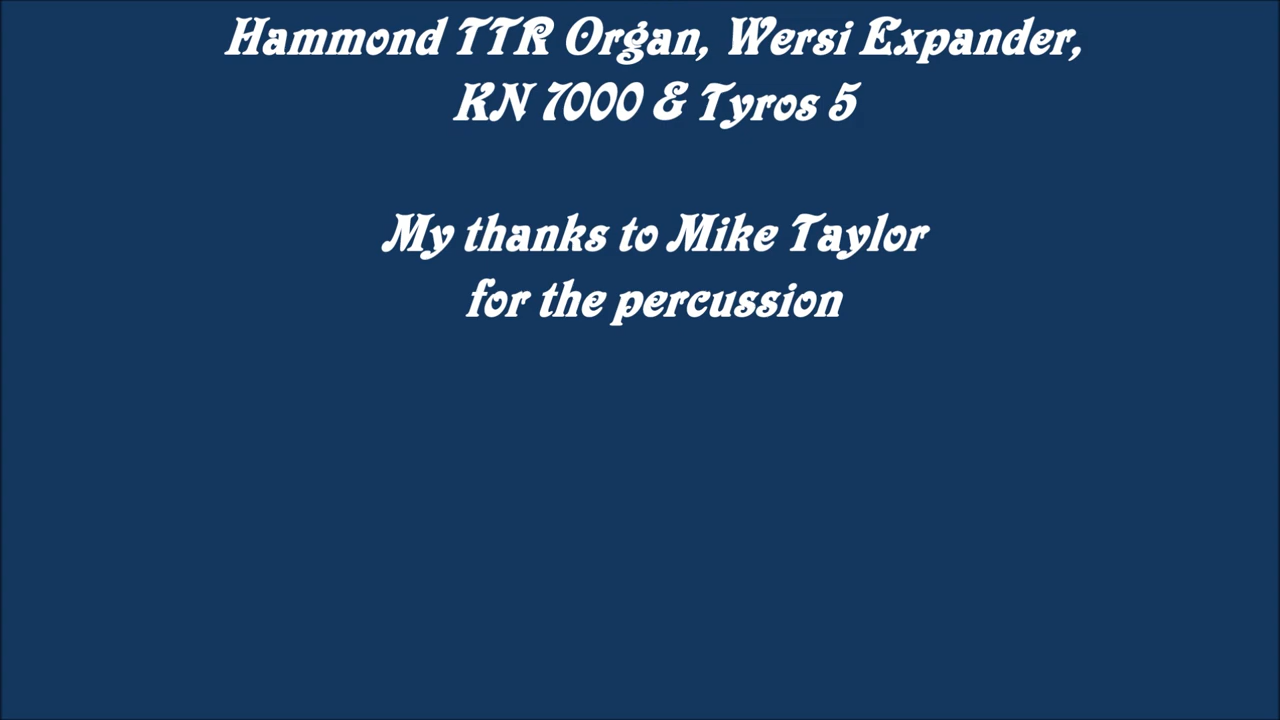 Hammond TTR Organ, Wersi Expander,
KN 7000 & Tyros 5
My thanks to Mike Taylor
for the percussion